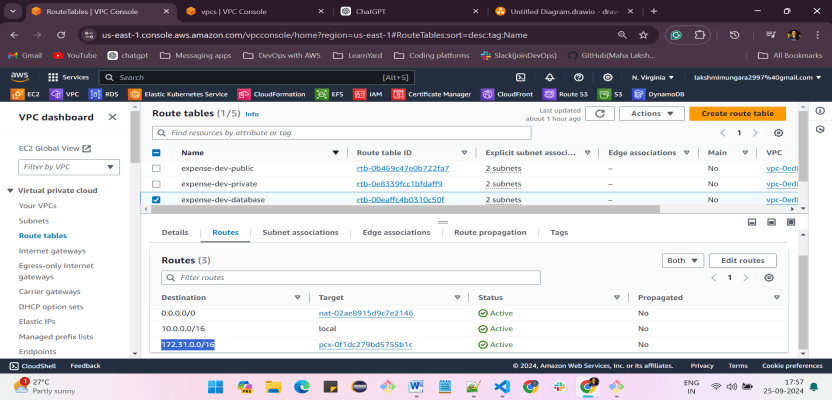 RouteTables | VPC Console
vpcs | VPC Console
ChatGPT
Untitled Diagram.drawio - draw
us-east-1.console.aws.amazon.com/vpcconsole/home?region=us-east-1#RouteTables:sort=desc:tag:Name
Gmail
YouTube
chatgpt
Messaging apps
DevOps with AWS
LearnYard
Coding platforms
Slack(JoinDevOps)
GitHub(Maha Laksh...
All Bookmarks
aws
Services
Search
[Alt+S]
N. Virginia
lakshmimungara2997%40gmail.com
EC2
VPC
RDS
Elastic Kubernetes Service
CloudFormation
EFS
IAM
Certificate Manager
CloudFront
Route 53
S3
DynamoDB
VPC dashboard
EC2 Global View
Filter by VPC
Virtual private cloud
Your VPCs
Subnets
Route tables
Internet gateways
Egress-only internet
gateways
Carrier gateways
DHCP option sets
Elastic IPs
Managed prefix lists
Endpoints
Route tables (1/5) Info
Last updated
about 1 hour ago
Actions
Create route table
Find resources by attribute or tag
1
Name Route table ID Explicit subnet associ... Edge associations Main VPC
expense-dev-public rtb-0b469c47e0b722fa7 2 subnets – No vpc-0ed8
expense-dev-private rtb-0e8339fcc1bfdaff9 2 subnets – No vpc-0ed8
expense-dev-database rtb-00eaffc4b0310c50f 2 subnets – No vpc-0ed8
Details
Routes
Subnet associations
Edge associations
Route propagation
Tags
Routes (3)
Both
Edit routes
Filter routes
1
Destination Target Status Propagated
0.0.0.0/0 nat-02ae8915d9c7e2146 Active No
10.0.0.0/16 local Active No
172.31.0.0/16 pcx-0f1dc279bd5755b1c Active No
CloudShell
Feedback
© 2024, Amazon Web Services, Inc. or its affiliates.
Privacy
Terms
Cookie preferences
27°C
Partly sunny
ENG
IN
17:57
25-09-2024